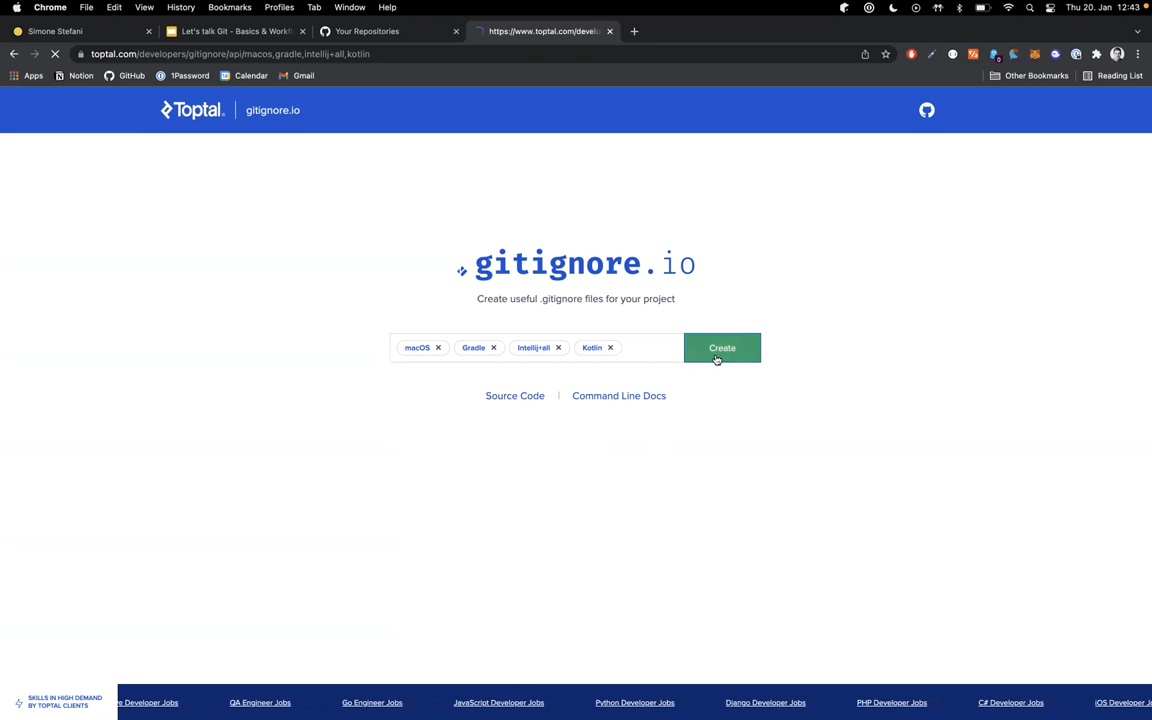 Chrome File Edit View History Bookmarks Profiles Tab Window Help Thu 20. Jan 12:43
Simone Stefani Let's talk Git - Basics & Workfl Your Repositories https://www.toptal.com/develo
toptal.com/developers/gitignore/api/macos,gradle,intellij+all,kotlin
Apps Notion GitHub 1Password Calendar Gmail Other Bookmarks Reading List
Toptal. gitignore.io
gitignore.io
Create useful .gitignore files for your project
macOS Gradle Intellij+all Kotlin Create
Source Code Command Line Docs
SKILLS IN HIGH DEMAND
BY TOPTAL CLIENTS
ve Developer Jobs QA Engineer Jobs Go Engineer Jobs JavaScript Developer Jobs Python Developer Jobs Django Developer Jobs PHP Developer Jobs C# Developer Jobs iOS Developer J